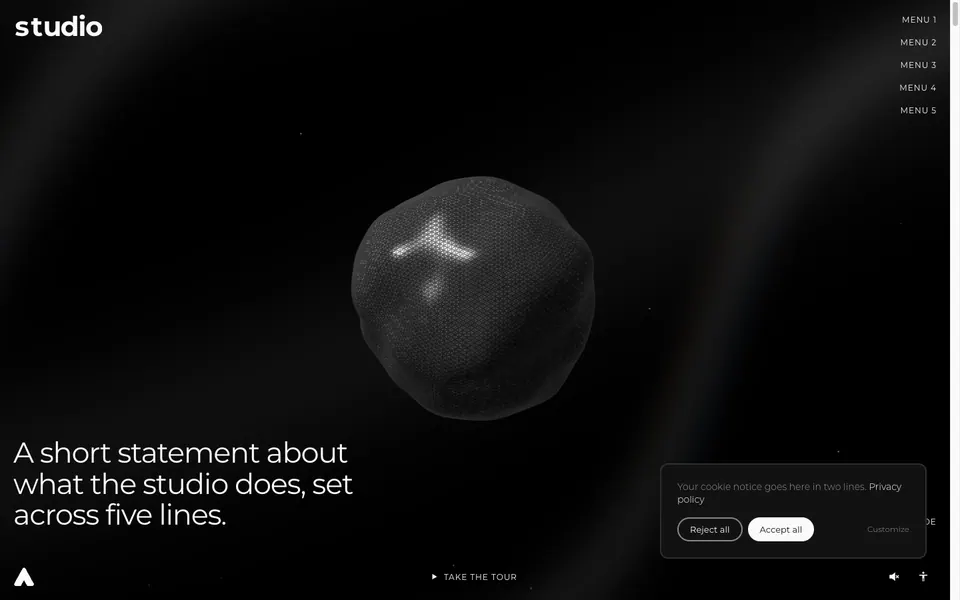 studio
MENU 1
MENU 2
MENU 3
MENU 4
MENU 5
A short statement about
what the studio does, set
across five lines.
Your cookie notice goes here in two lines. Privacy
policy
Reject all
Accept all
Customize
DE
TAKE THE TOUR